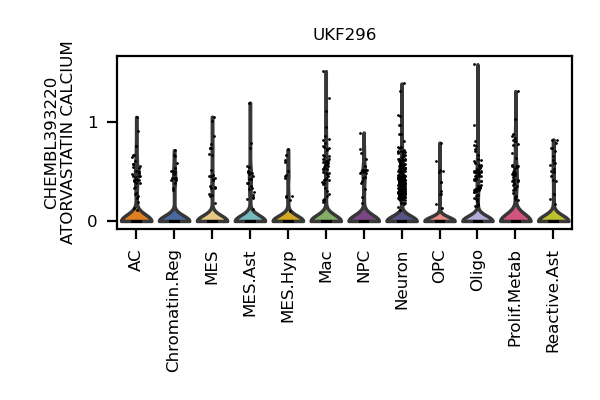 UKF296
CHEMBL393220
ATORVASTATIN CALCIUM
1
0
AC
Chromatin.Reg
MES
MES.Ast
MES.Hyp
Mac
NPC
Neuron
OPC
Oligo
Prolif.Metab
Reactive.Ast